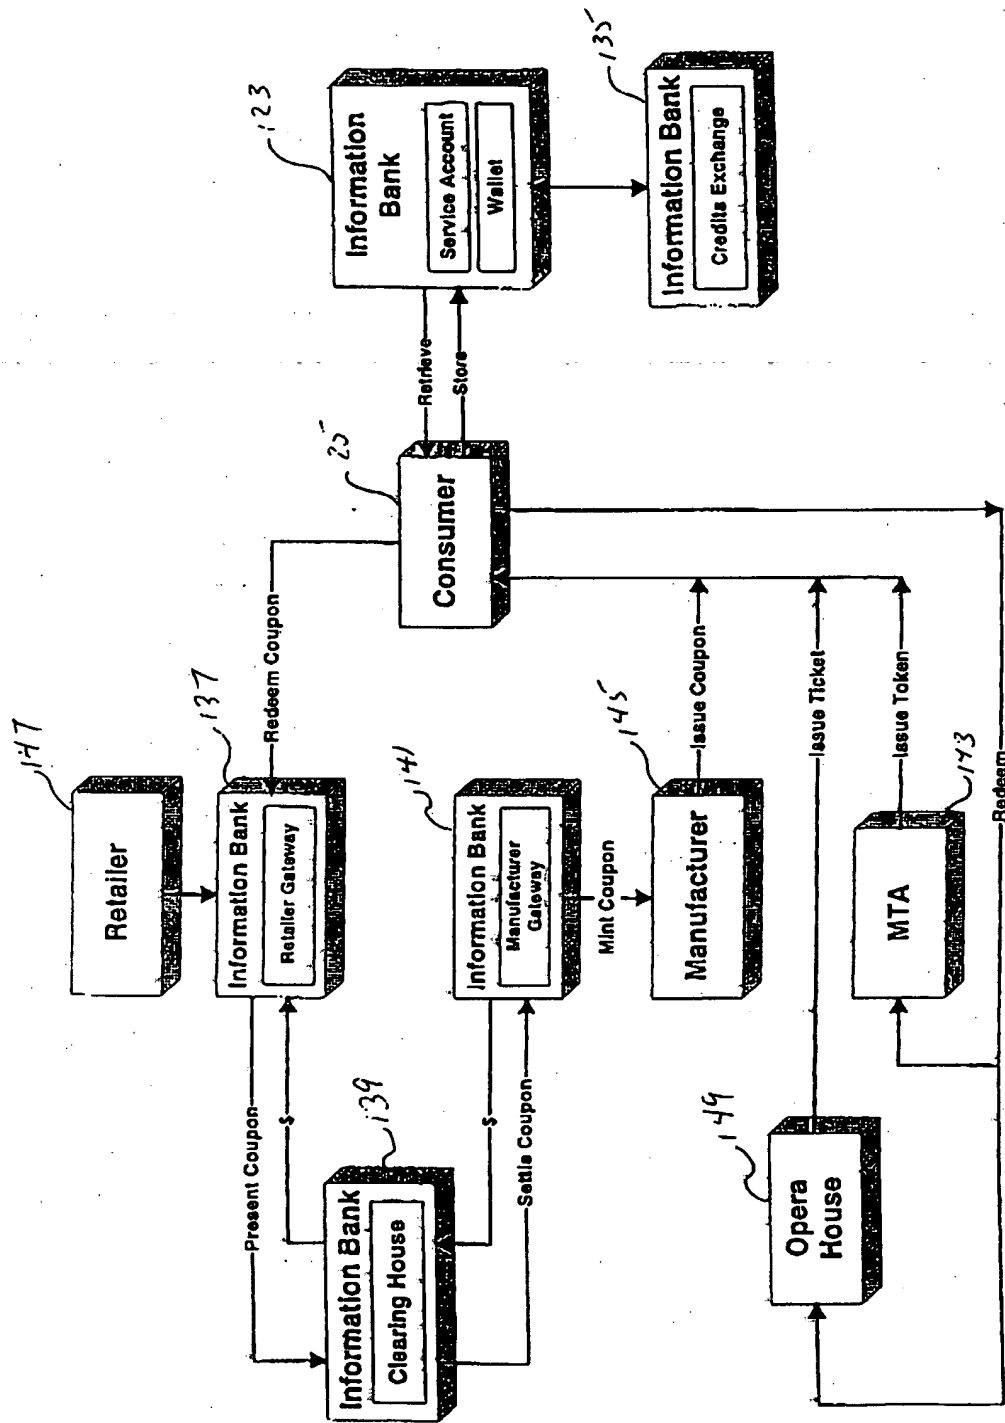 147
Retailer
137
Information Bank
Retailer Gateway
Redeem Coupon
Present Coupon
$
139
Information Bank
Clearing House
$
Settle Coupon
141
Information Bank
Manufacturer
Gateway
Mint Coupon
145
Manufacturer
Issue Coupon
25
Consumer
Retrieve
Store
123
Information
Bank
Service Account
Wallet
135
Information Bank
Credits Exchange
149
Opera
House
Issue Ticket
143
MTA
Issue Token
Redeem